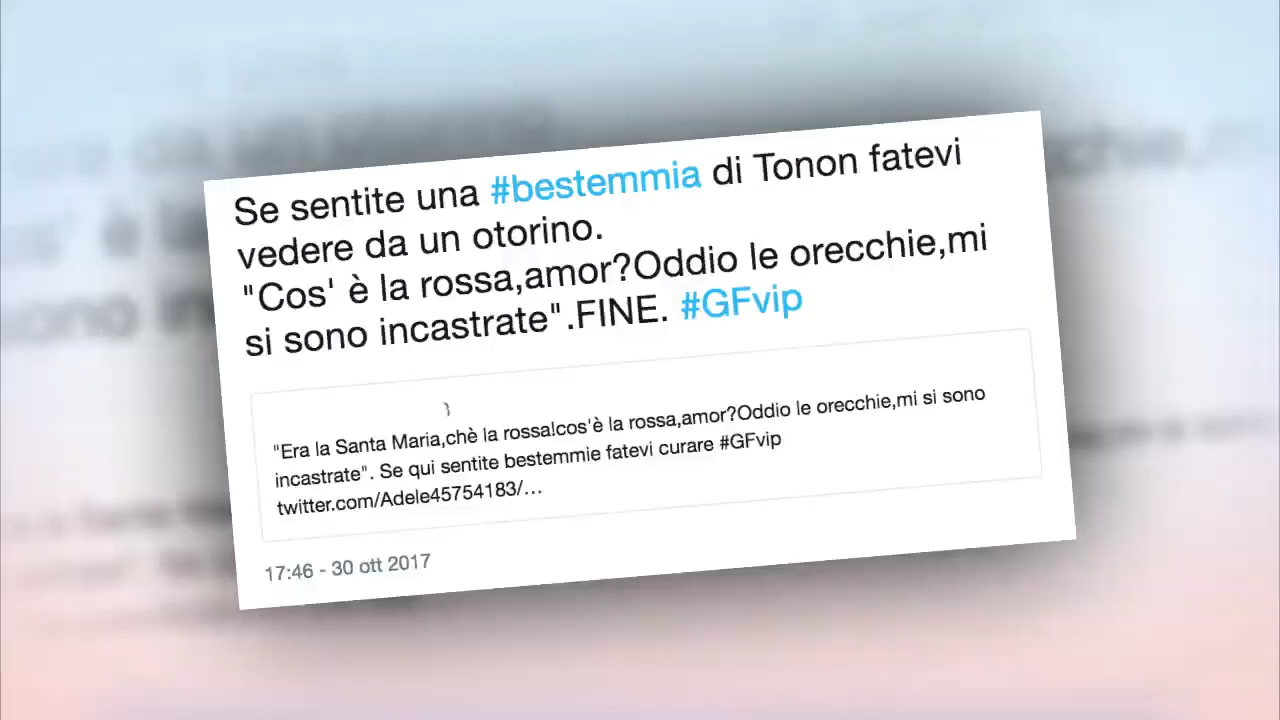 Se sentite una #bestemmia di Tonon fatevi
vedere da un otorino.
"Cos' è la rossa,amor?Oddio le orecchie,mi
si sono incastrate".FINE. #GFvip
"Era la Santa Maria,chè la rossa!cos'è la rossa,amor?Oddio le orecchie,mi si sono
incastrate". Se qui sentite bestemmie fatevi curare #GFvip
twitter.com/Adele45754183/...
17:46 - 30 ott 2017